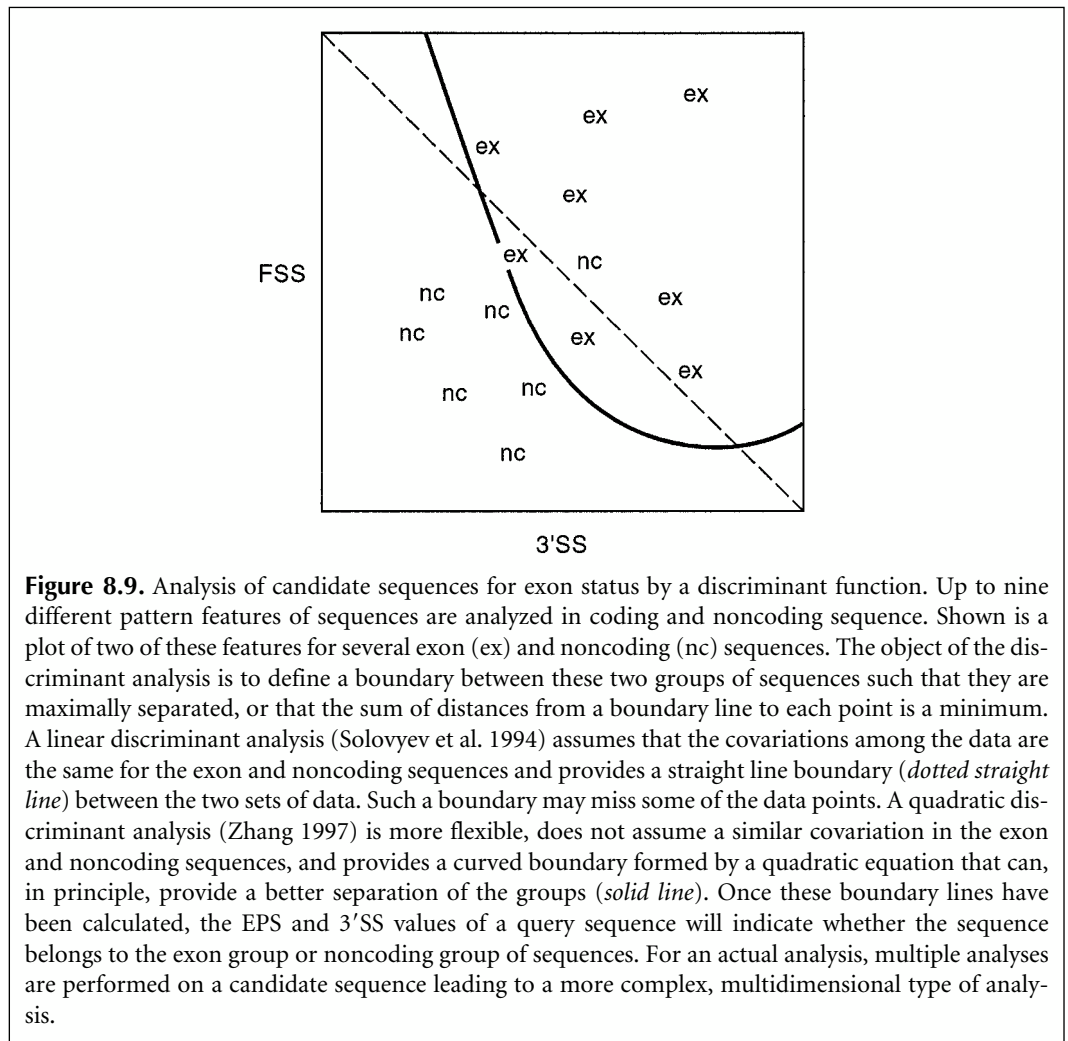 ex
ex
ex
ex
ex
nc
FSS
nc
ex
nc
nc
ex
ex
nc
nc
nc
3'SS
Figure 8.9. Analysis of candidate sequences for exon status by a discriminant function. Up to nine
different pattern features of sequences are analyzed in coding and noncoding sequence. Shown is a
plot of two of these features for several exon (ex) and noncoding (nc) sequences. The object of the dis-
criminant analysis is to define a boundary between these two groups of sequences such that they are
maximally separated, or that the sum of distances from a boundary line to each point is a minimum.
A linear discriminant analysis (Solovyev et al. 1994) assumes that the covariations among the data are
the same for the exon and noncoding sequences and provides a straight line boundary (dotted straight
line) between the two sets of data. Such a boundary may miss some of the data points. A quadratic dis-
criminant analysis (Zhang 1997) is more flexible, does not assume a similar covariation in the exon
and noncoding sequences, and provides a curved boundary formed by a quadratic equation that can,
in principle, provide a better separation of the groups (solid line). Once these boundary lines have
been calculated, the EPS and 3′SS values of a query sequence will indicate whether the sequence
belongs to the exon group or noncoding group of sequences. For an actual analysis, multiple analyses
are performed on a candidate sequence leading to a more complex, multidimensional type of analy-
sis.